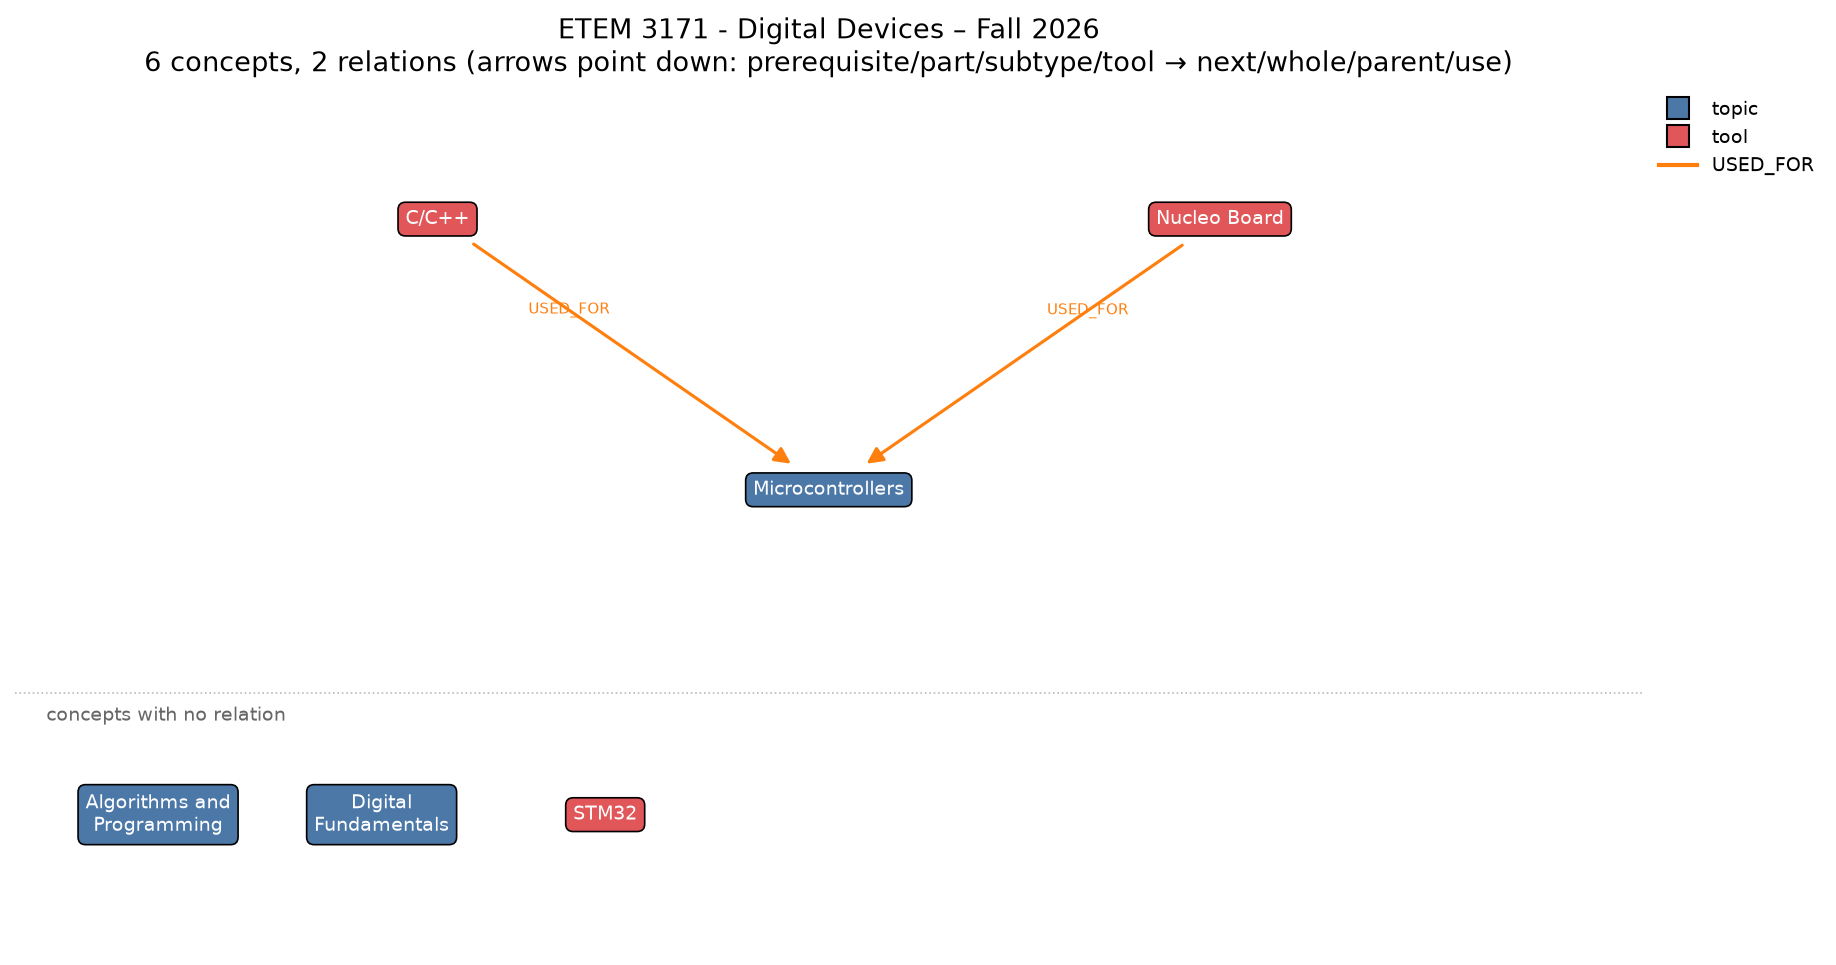 ETEM 3171 - Digital Devices – Fall 2026
6 concepts, 2 relations (arrows point down: prerequisite/part/subtype/tool → next/whole/parent/use)
topic
tool
USED_FOR
C/C++
Nucleo Board
USED_FOR
USED_FOR
Microcontrollers
concepts with no relation
Algorithms and
Programming
Digital
Fundamentals
STM32